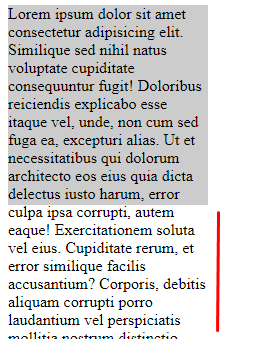 Lorem ipsum dolor sit amet
consectetur adipisicing elit.
Similique sed nihil natus
voluptate cupiditate
consequuntur fugit! Doloribus
reiciendis explicabo esse
itaque vel, unde, non cum sed
fuga ea, excepturi alias. Ut et
necessitatibus qui dolorum
architecto eos eius quia dicta
delectus iusto harum, error
culpa ipsa corrupti, autem
eaque! Exercitationem soluta
vel eius. Cupiditate rerum, et
error similique facilis
accusantium? Corporis, debitis
aliquam corrupti porro
laudantium vel perspiciatis
mollitia nostrum distinctio